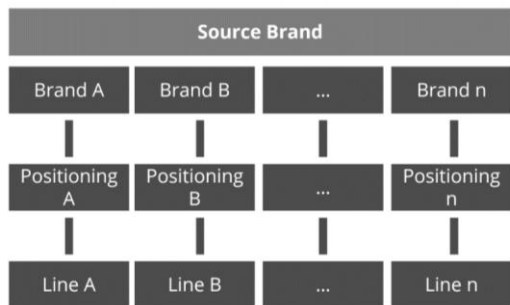 Source Brand
Brand A
Brand B
...
Brand n
Positioning
A
Positioning
B
...
Positioning
n
Line A
Line B
...
Line n